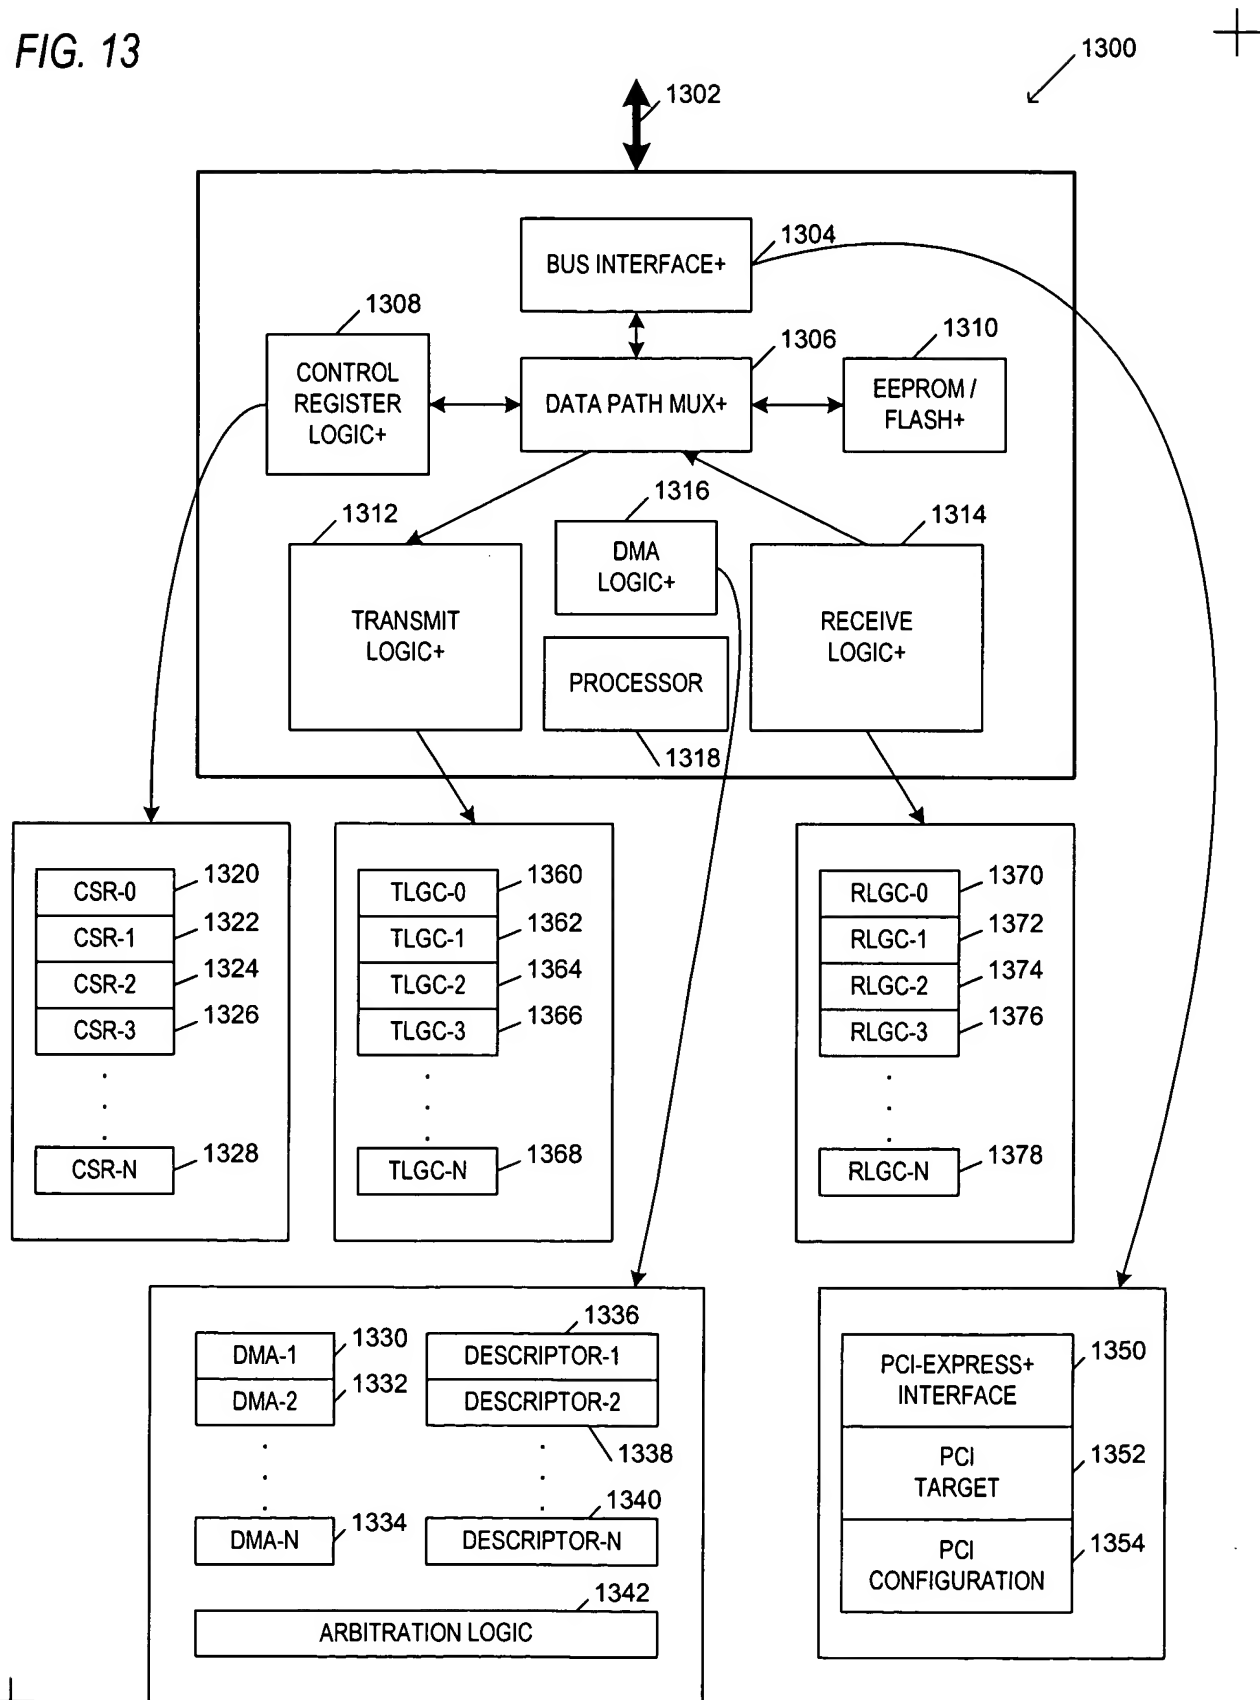 FIG. 13
1300
1302
1304
BUS INTERFACE+
1308
1306
1310
CONTROL
REGISTER
LOGIC+
DATA PATH MUX+
EEPROM /
FLASH+
1312
1316
1314
DMA
LOGIC+
TRANSMIT
LOGIC+
RECEIVE
LOGIC+
PROCESSOR
1318
CSR-0
1320
CSR-1
1322
CSR-2
1324
CSR-3
1326
CSR-N
1328
TLGC-0
1360
TLGC-1
1362
TLGC-2
1364
TLGC-3
1366
TLGC-N
1368
RLGC-0
1370
RLGC-1
1372
RLGC-2
1374
RLGC-3
1376
RLGC-N
1378
DMA-1
1330
DMA-2
1332
DMA-N
1334
1336
DESCRIPTOR-1
DESCRIPTOR-2
1338
1340
DESCRIPTOR-N
1342
ARBITRATION LOGIC
PCI-EXPRESS+
INTERFACE
1350
PCI
TARGET
1352
PCI
CONFIGURATION
1354